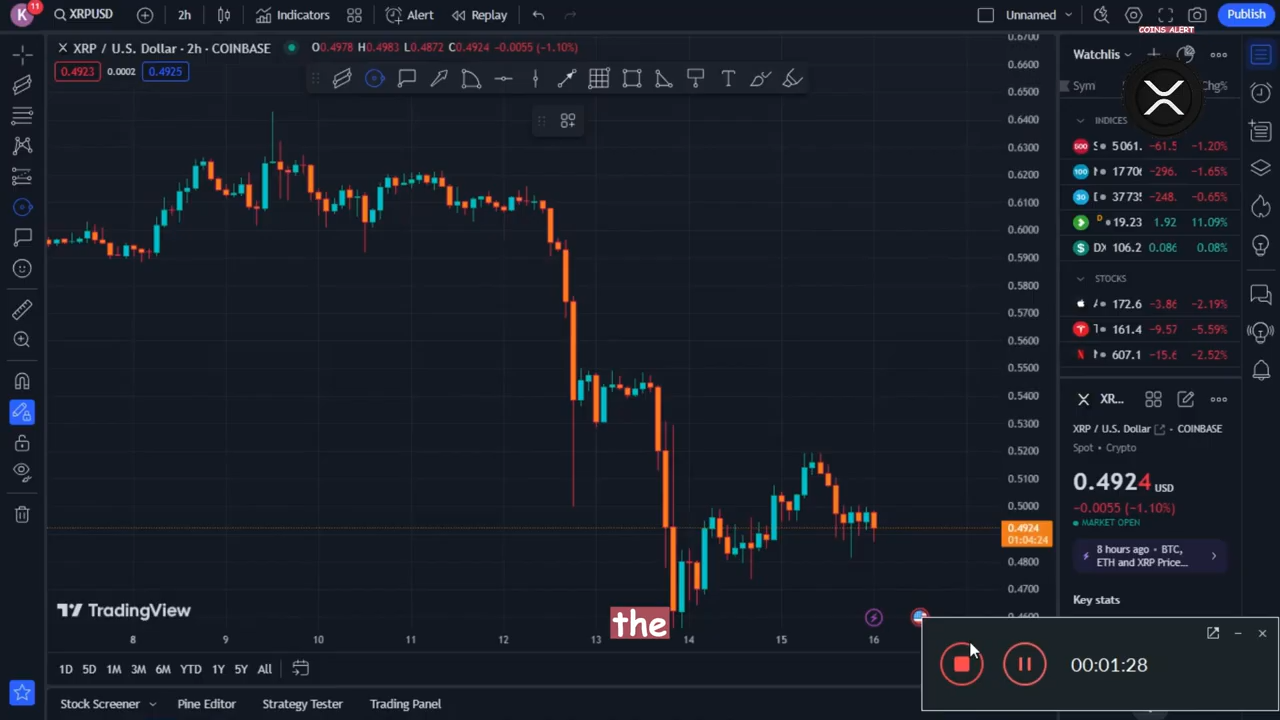 K 11 XRPUSD 2h Indicators Alert Replay Unnamed Publish
COINS ALERT
XRP / U.S. Dollar · 2h · COINBASE O0.4978 H0.4983 L0.4872 C0.4924 -0.0055 (-1.10%)
0.4923 0.0002 0.4925
Watchlis
Sym Chg%
INDICES
500 S 5061. -61.5 -1.20%
100 1770 -296. -1.65%
30 3773 -248. -0.65%
D 19.23 1.92 11.09%
$ DX 106.2 0.086 0.08%
STOCKS
172.6 -3.86 -2.19%
161.4 -9.57 -5.59%
607.1 -15.6 -2.52%
0.6700
0.6600
0.6500
0.6400
0.6300
0.6200
0.6100
0.6000
0.5900
0.5800
0.5700
0.5600
0.5500
0.5400
0.5300
0.5200
0.5100
0.5000
0.4924
01:04:24
0.4800
0.4700
0.4600
XR...
XRP / U.S. Dollar COINBASE
Spot • Crypto
0.4924 USD
-0.0055 (-1.10%)
MARKET OPEN
8 hours ago • BTC,
ETH and XRP Price...
Key stats
TradingView
the
8 9 10 11 12 13 14 15 16
00:01:28
1D 5D 1M 3M 6M YTD 1Y 5Y All
Stock Screener Pine Editor Strategy Tester Trading Panel